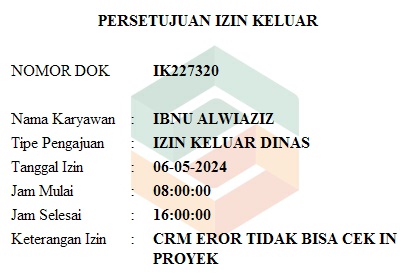 PERSETUJUAN IZIN KELUAR
NOMOR DOK IK227320
Nama Karyawan : IBNU ALWIAZIZ
Tipe Pengajuan : IZIN KELUAR DINAS
Tanggal Izin : 06-05-2024
Jam Mulai : 08:00:00
Jam Selesai : 16:00:00
Keterangan Izin : CRM EROR TIDAK BISA CEK IN
PROYEK